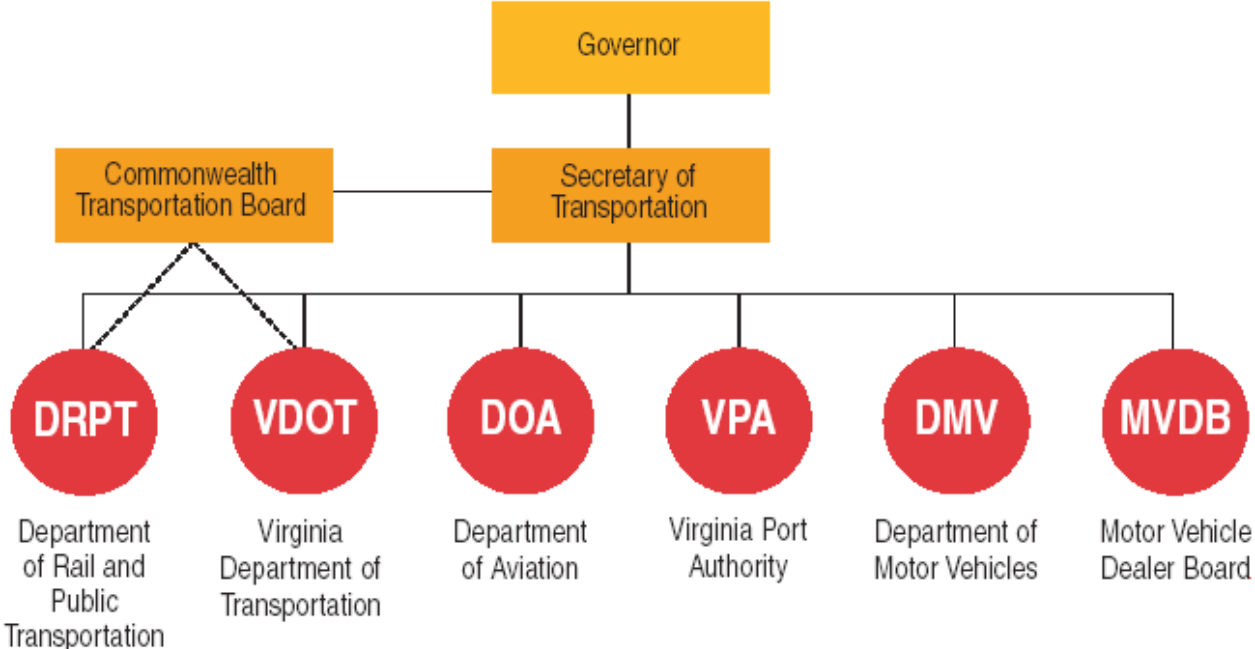 Governor
Commonwealth
Transportation Board
Secretary of
Transportation
DRPT
VDOT
DOA
VPA
DMV
MVDB
Department
of Rail and
Public
Transportation
Virginia
Department of
Transportation
Department
of Aviation
Virginia Port
Authority
Department of
Motor Vehicles
Motor Vehicle
Dealer Board